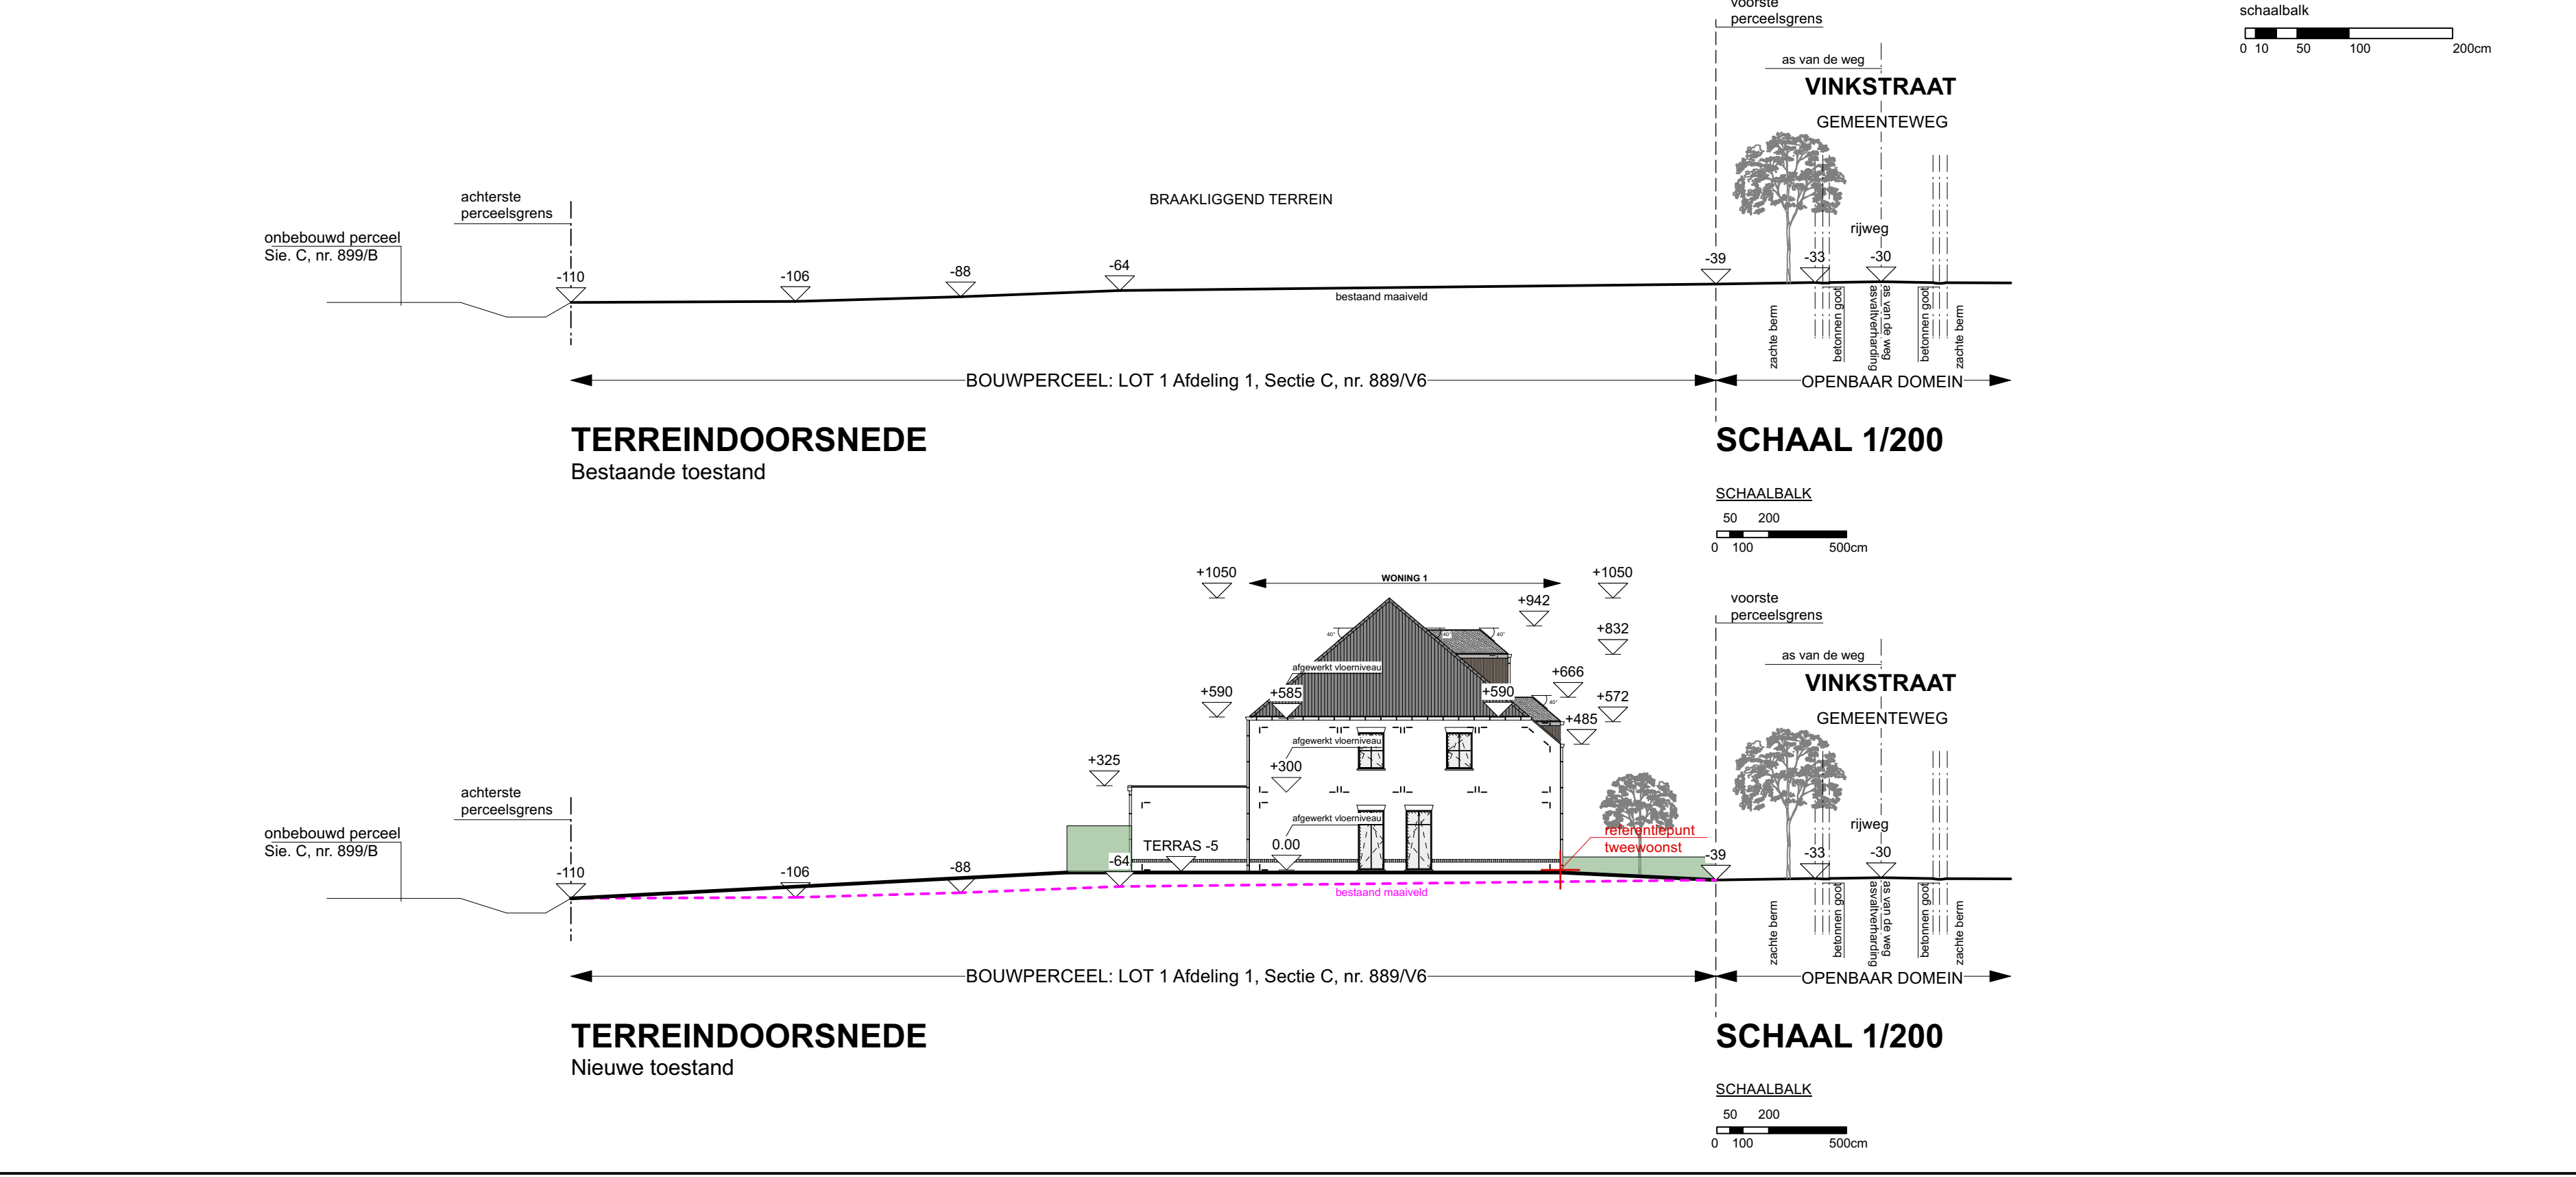 voorste
perceelsgrens
schaalbalk
0 10 50 100 200cm
as van de weg
VINKSTRAAT
GEMEENTEWEG
achterste
perceelsgrens
BRAAKLIGGEND TERREIN
onbebouwd perceel
Sie. C, nr. 899/B
rijweg
-110
-106
-88
-64
-39
-33
-30
bestaand maaiveld
zachte berm
betonnen goot
asvaltverharding
as van de weg
betonnen goot
zachte berm
BOUWPERCEEL: LOT 1 Afdeling 1, Sectie C, nr. 889/V6
OPENBAAR DOMEIN
TERREINDOORSNEDE
Bestaande toestand
SCHAAL 1/200
SCHAALBALK
50 200
0 100 500cm
+1050
WONING 1
+1050
+942
+832
voorste
perceelsgrens
as van de weg
VINKSTRAAT
GEMEENTEWEG
40°
40°
40°
afgewerkt vloerniveau
+666
+590
+585
+590
+572
40°
+485
afgewerkt vloerniveau
+325
+300
achterste
perceelsgrens
onbebouwd perceel
Sie. C, nr. 899/B
afgewerkt vloerniveau
rijweg
referentiepunt
tweewoonst
TERRAS -5
0.00
-110
-106
-88
-64
-39
-33
-30
bestaand maaiveld
zachte berm
betonnen goot
asvaltverharding
as van de weg
betonnen goot
zachte berm
BOUWPERCEEL: LOT 1 Afdeling 1, Sectie C, nr. 889/V6
OPENBAAR DOMEIN
TERREINDOORSNEDE
Nieuwe toestand
SCHAAL 1/200
SCHAALBALK
50 200
0 100 500cm